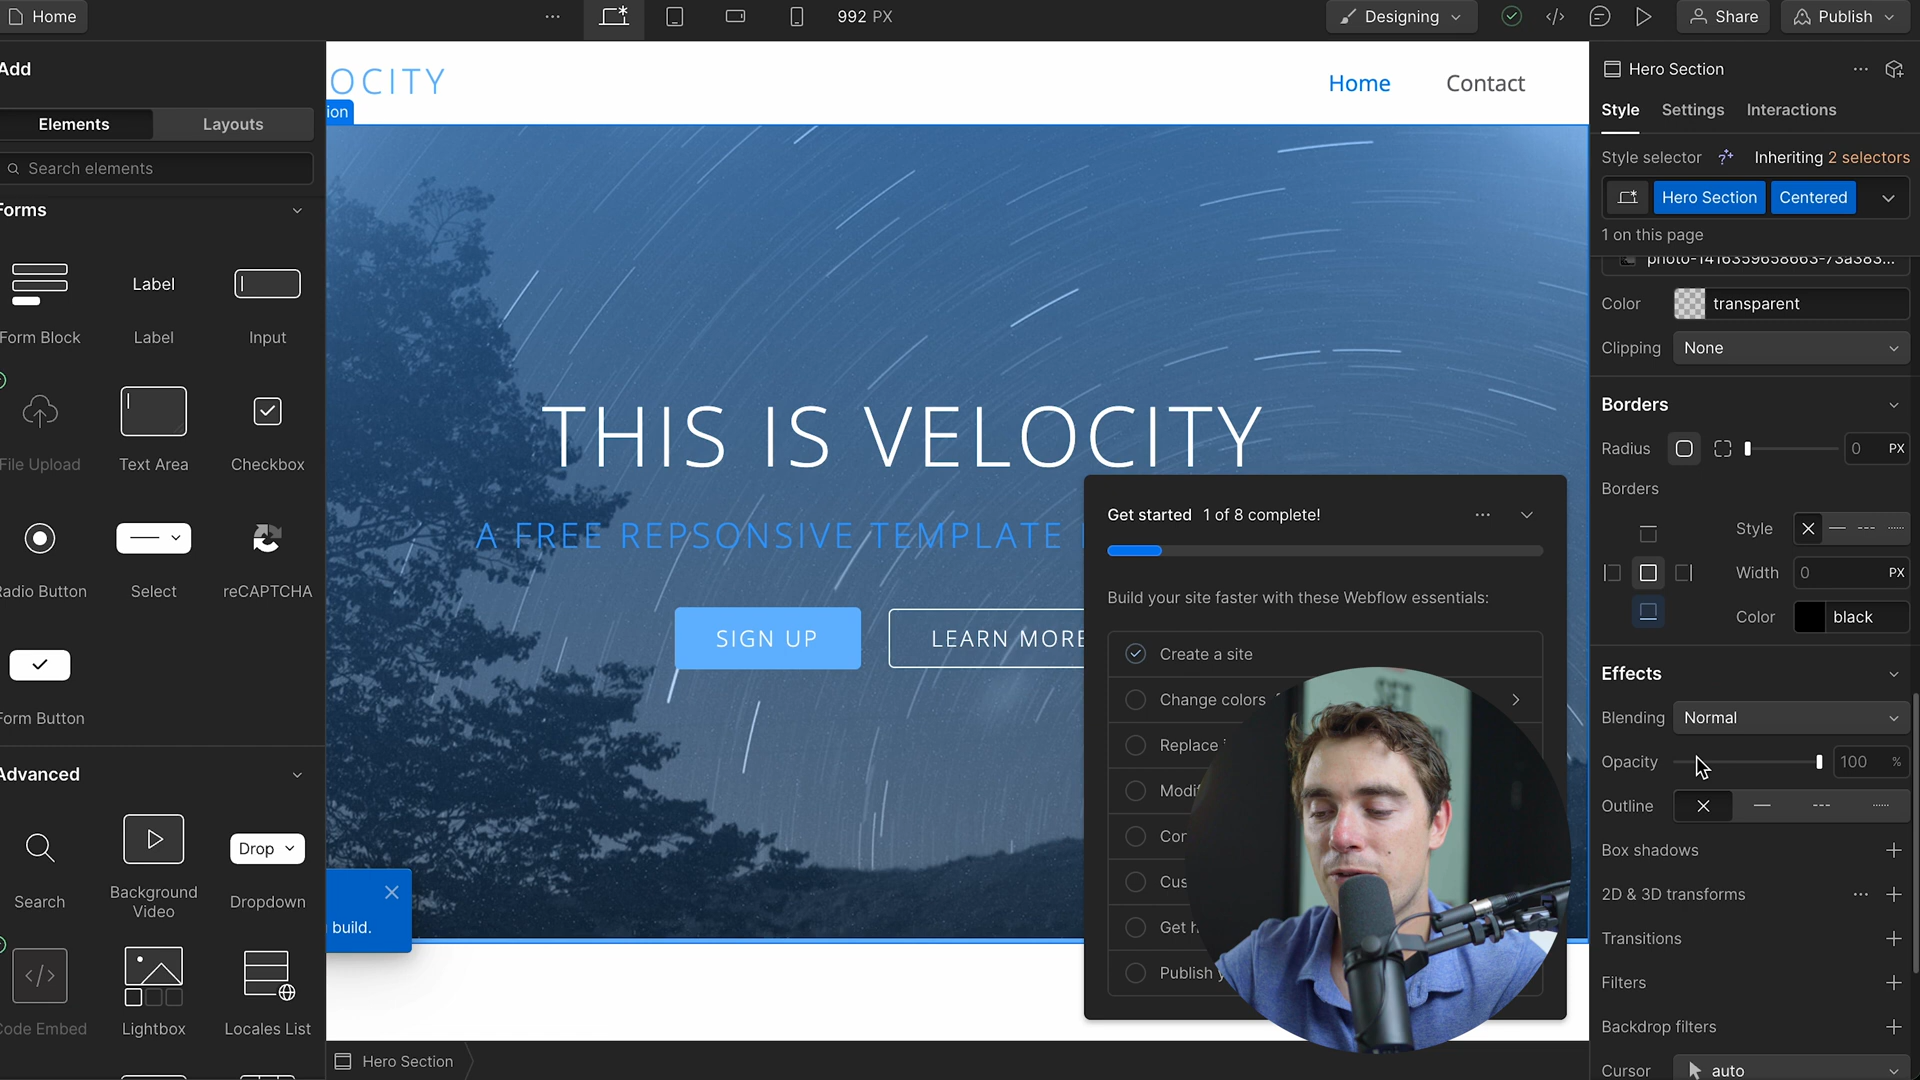 Home
992 PX
Designing
Share
Publish
Add
Elements
Layouts
Search elements
Forms
Form Block
Label
Label
Input
File Upload
Text Area
Checkbox
Radio Button
Select
reCAPTCHA
Form Button
Advanced
Search
Background
Video
Drop
Dropdown
Code Embed
Lightbox
Locales List
OCITY
ion
Home
Contact
THIS IS VELOCITY
A FREE REPSONSIVE TEMPLATE
SIGN UP
LEARN MORE
build.
Hero Section
Get started 1 of 8 complete!
Build your site faster with these Webflow essentials:
Create a site
Change colors
Replace
Modif
Cus
Get h
Publish y
Hero Section
Style
Settings
Interactions
Style selector
Inheriting 2 selectors
Hero Section
Centered
1 on this page
photo-1416359658663-73a383...
Color
transparent
Clipping
None
Borders
Radius
0 PX
Borders
Style
Width
0 PX
Color
black
Effects
Blending
Normal
Opacity
100 %
Outline
Box shadows
2D & 3D transforms
Transitions
Filters
Backdrop filters
Cursor
auto